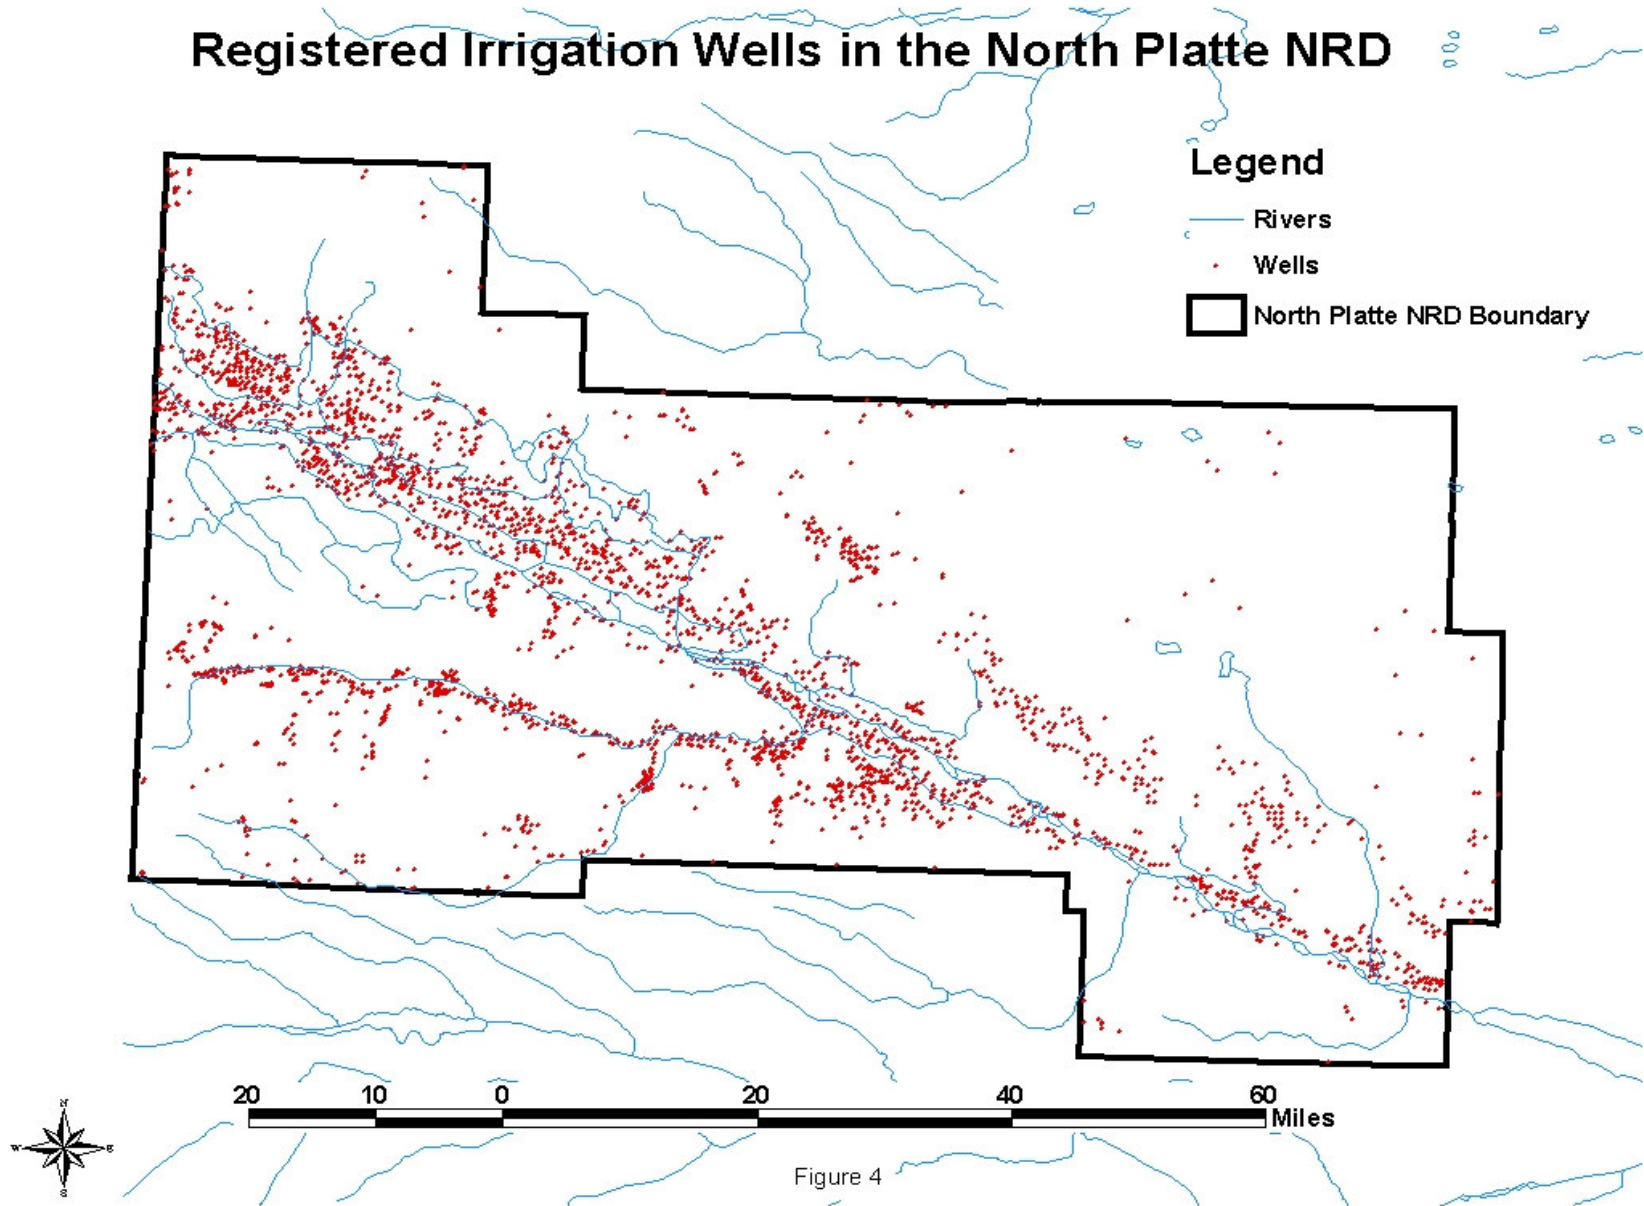 Registered Irrigation Wells in the North Platte NRD
Legend
Rivers
Wells
North Platte NRD Boundary
20 10 0 20 40 60
Miles
N
W E
S
Figure 4